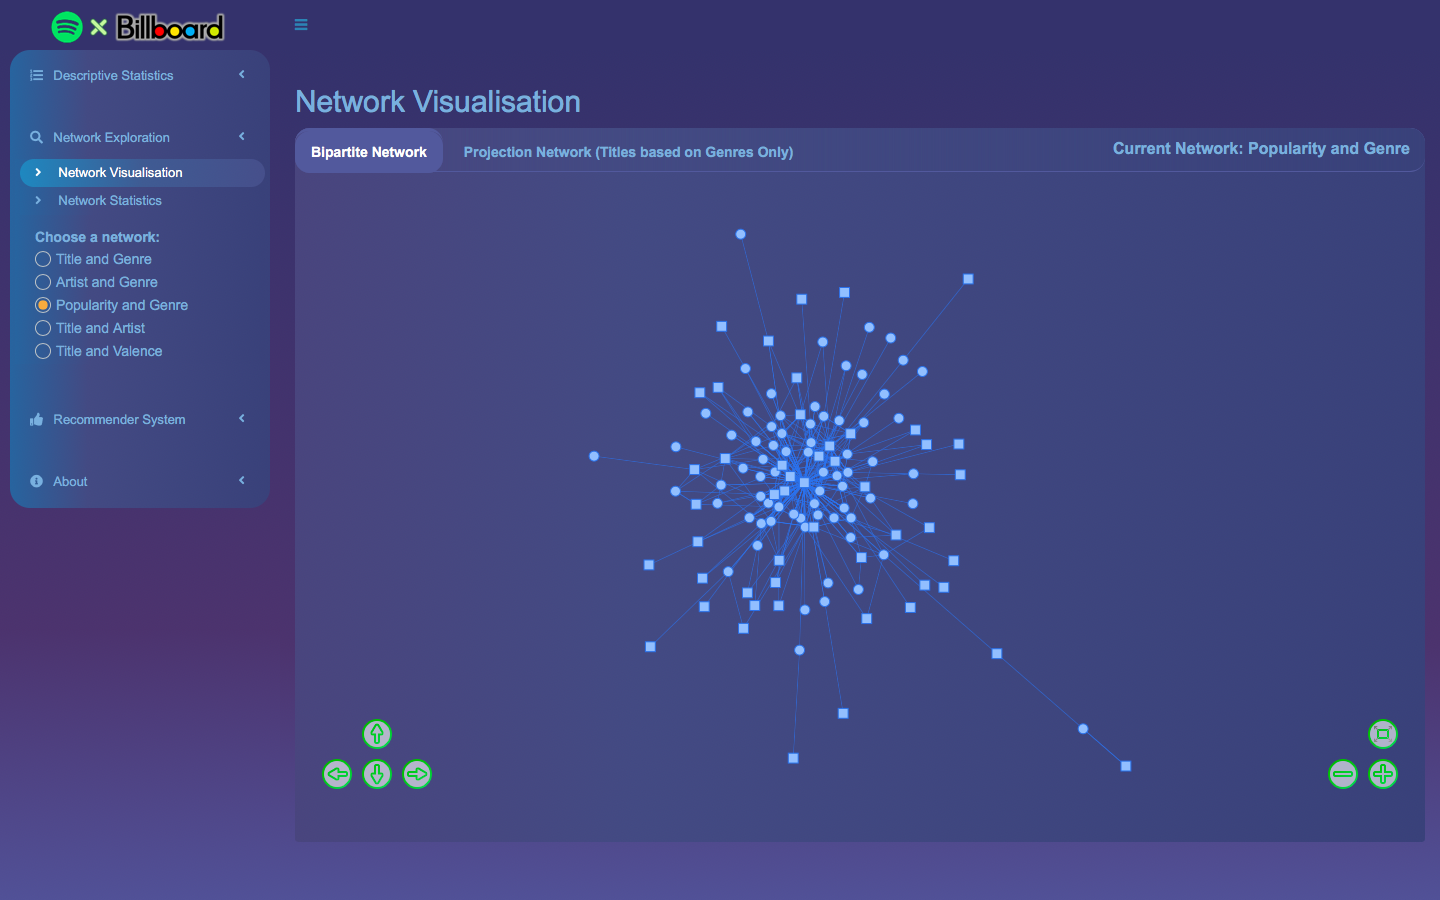 Billboard
Descriptive Statistics
Network Exploration
Network Visualisation
Network Statistics
Choose a network:
Title and Genre
Artist and Genre
Popularity and Genre
Title and Artist
Title and Valence
Recommender System
About
Network Visualisation
Bipartite Network
Projection Network (Titles based on Genres Only)
Current Network: Popularity and Genre